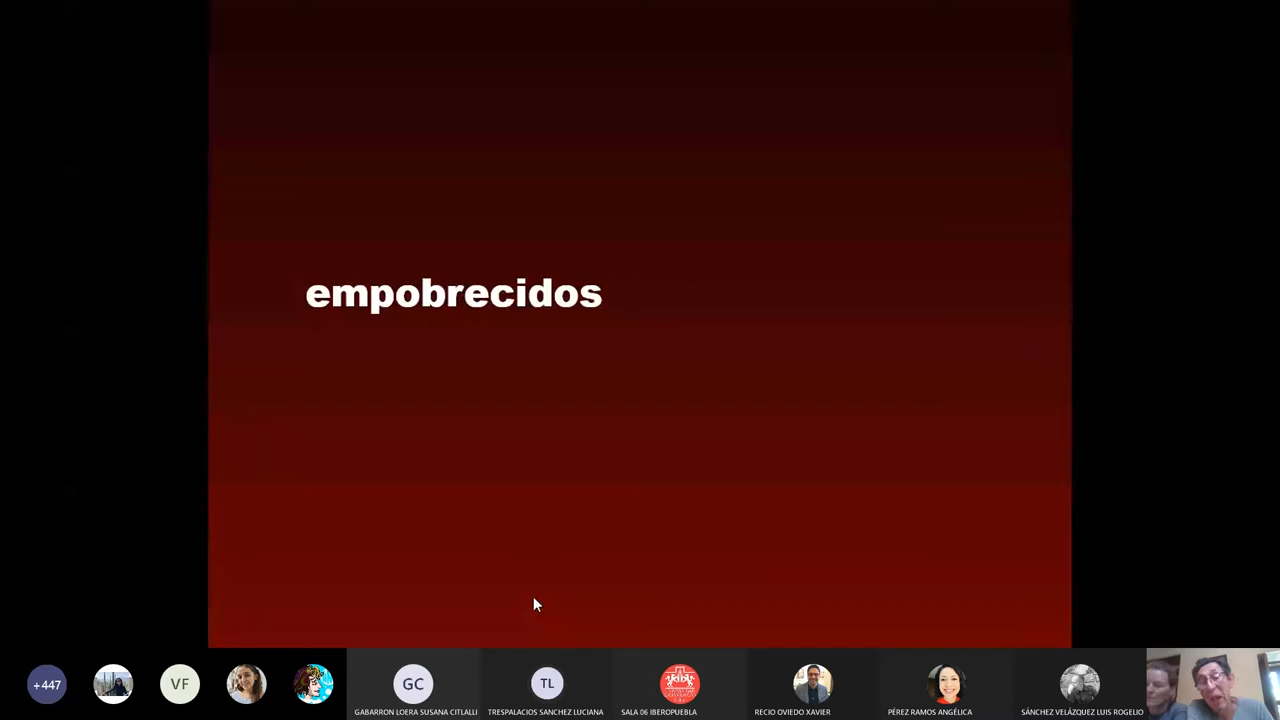 empobrecidos
+447
VF
GC
TL
GABARRON LOERA SUSANA CITLALLI
TRESPALACIOS SANCHEZ LUCIANA
SALA 06 IBEROPUEBLA
RECIO OVIEDO XAVIER
PÉREZ RAMOS ANGÉLICA
SÁNCHEZ VELÁZQUEZ LUIS ROGELIO